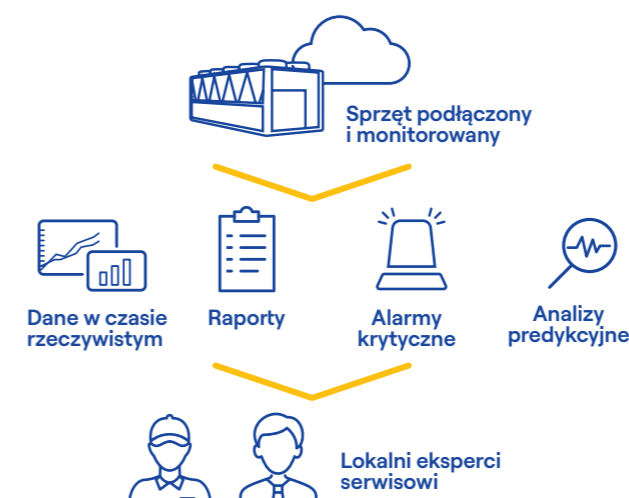 Sprzęt podłączony
i monitorowany
Dane w czasie
rzeczywistym
Raporty
Alarmy
krytyczne
Analizy
predykcyjne
Lokalni eksperci
serwisowi